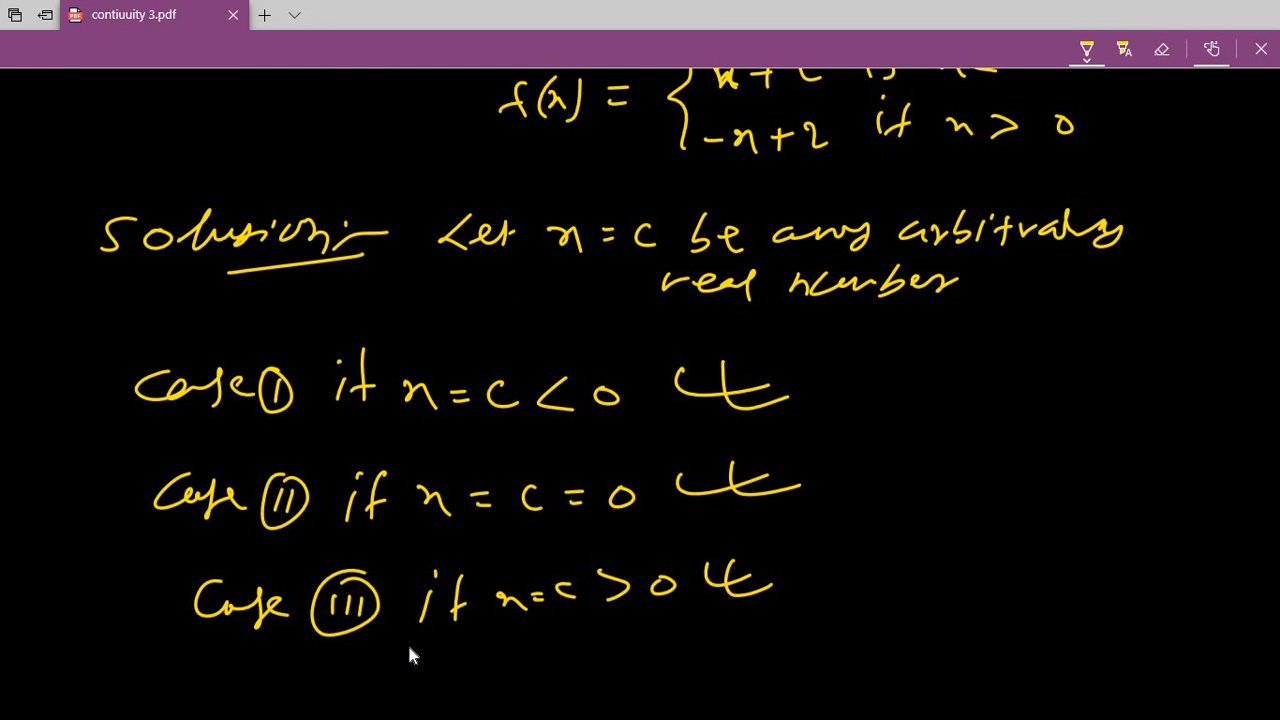 contiuuity 3.pdf
f(x) = {
-x+2 if x > 0
Solution:- Let x = c be any arbitrary
real number
Case (I) if x = c < 0
Case (II) if x = c = 0
Case (III) if x = c > 0